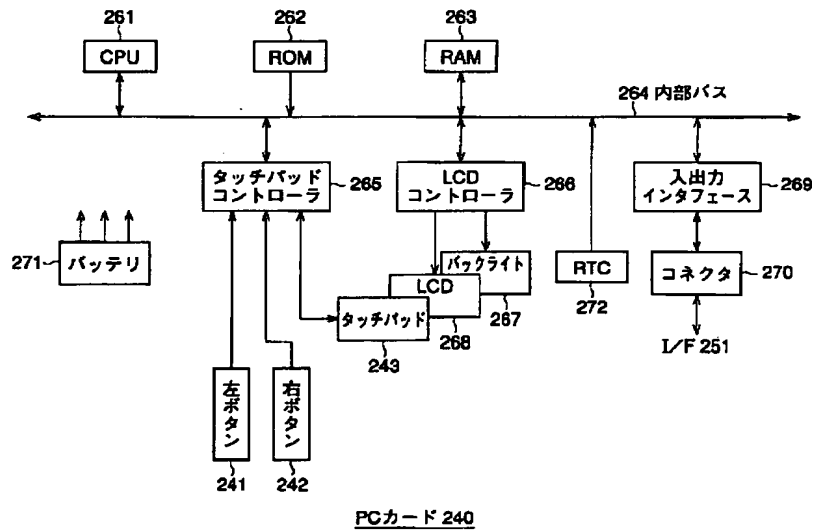 261
262
263
CPU
ROM
RAM
264 内部バス
タッチパッド
コントローラ
265
LCD
コントローラ
266
入出力
インタフェース
269
271
バッテリ
バックライト
LCD
タッチパッド
267
268
243
RTC
272
コネクタ
270
I/F 251
左ボタン
右ボタン
241
242
PCカード 240